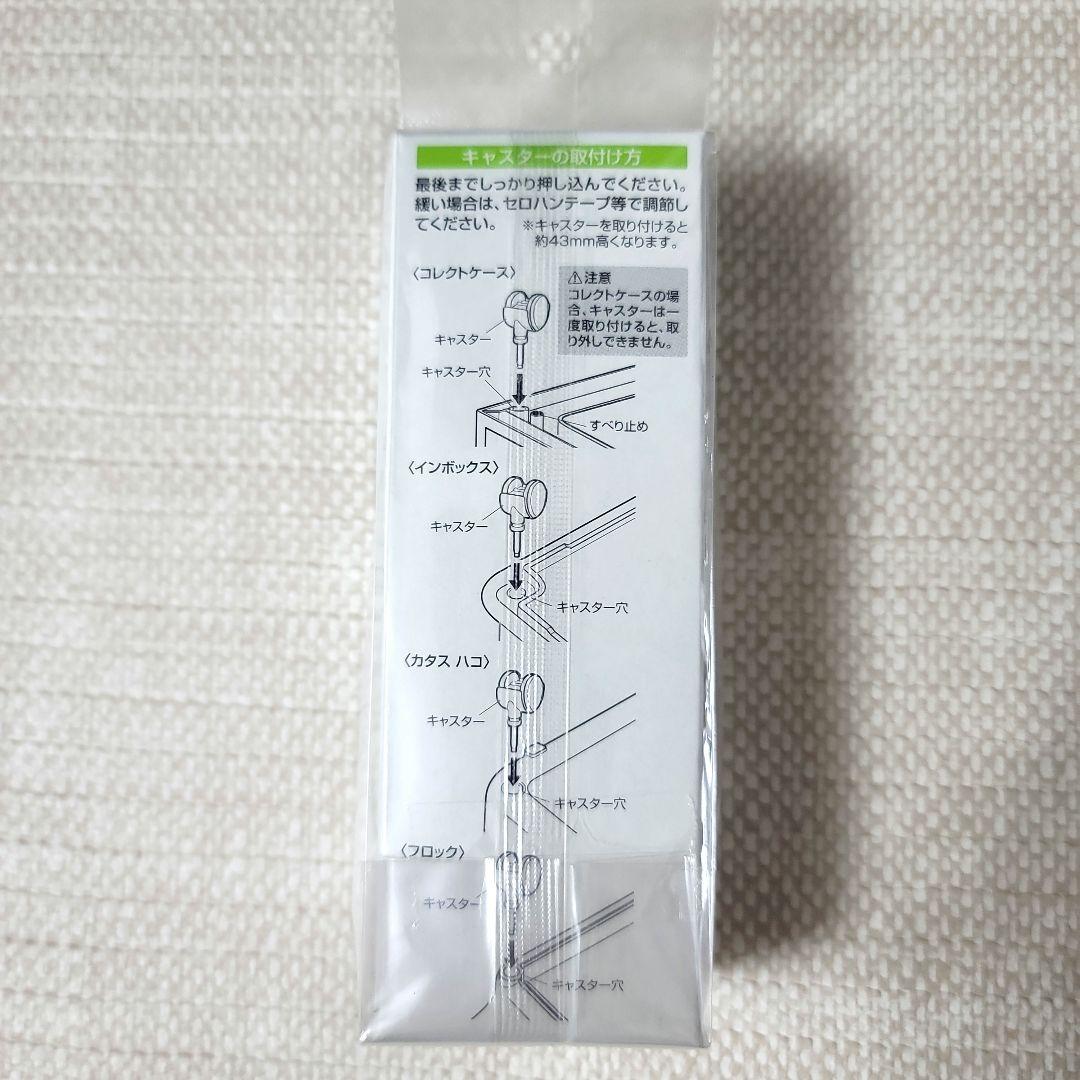 キャスターの取付け方
最後までしっかり押し込んでください。
緩い場合は、セロハンテープ等で調節し
てください。
※キャスターを取り付けると
約43mm高くなります。
〈コレクトケース〉
⚠注意
コレクトケースの場
合、キャスターは一
度取り付けると、取
り外しできません。
キャスター
キャスター穴
すべり止め
〈インボックス〉
キャスター
キャスター穴
〈カタス ハコ〉
キャスター
キャスター穴
〈フロック〉
キャスター
キャスター穴